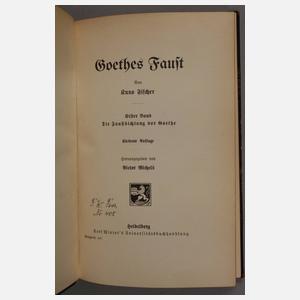 Goethes Faust
Von
Kuno Fischer
Erster Band
Die Faustdichtung vor Goethe
Auflage
Herausgegeben von
Victor Michels
Heidelberg
Carl Winter's Universitätsbuchhandlung